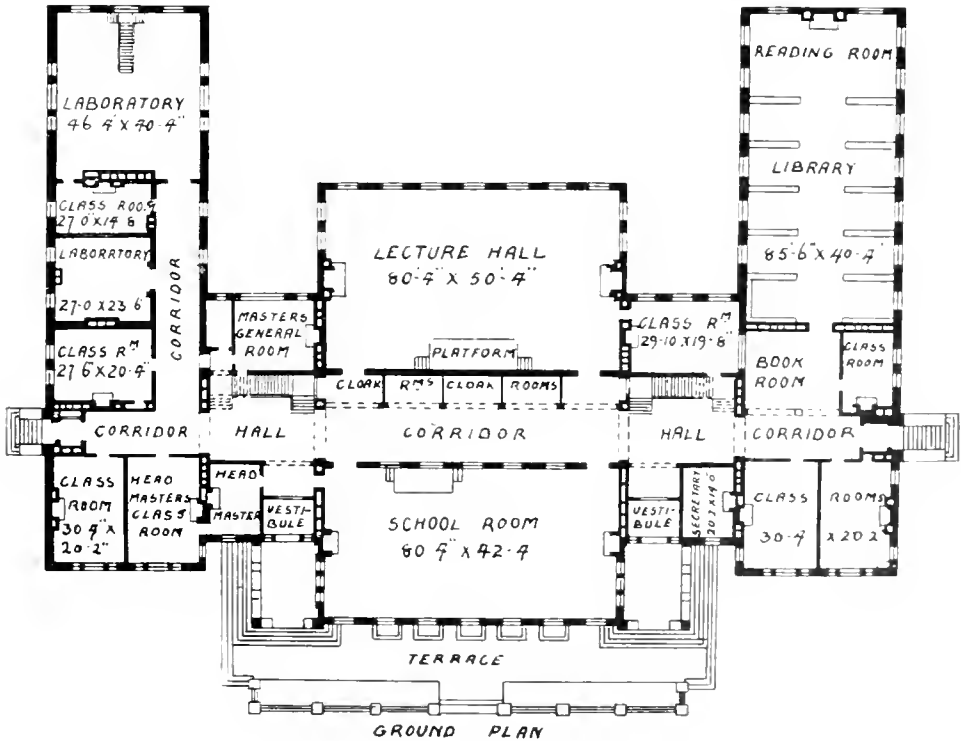 READING ROOM
LABORATORY
46 4" X 40-4"
LIBRARY
CLASS ROOM
27 0" X 14 8
LECTURE HALL
80'-4" X 50'-4"
LABORATORY
85'-6" X 40-4
27-0 X 23 6
CORRIDOR
MASTERS
GENERAL
ROOM
CLASS RM
29-10 X 19-8"
CLASS RM
27 6 X 20-4"
PLATFORM
BOOK
ROOM
CLASS
ROOM
CLOAK RMS CLOAK ROOMS
CORRIDOR
HALL
CORRIDOR
HALL
CORRIDOR
CLASS
ROOM
30 4" X
20-2"
HEAD
MASTERS
CLASS
ROOM
HEAD
MASTER
VESTI-
BULE
SCHOOL ROOM
80 4" X 42-4
VESTI-
BULE
SECRETARY
CLASS ROOMS
30-4 X 20 2
TERRACE
GROUND PLAN